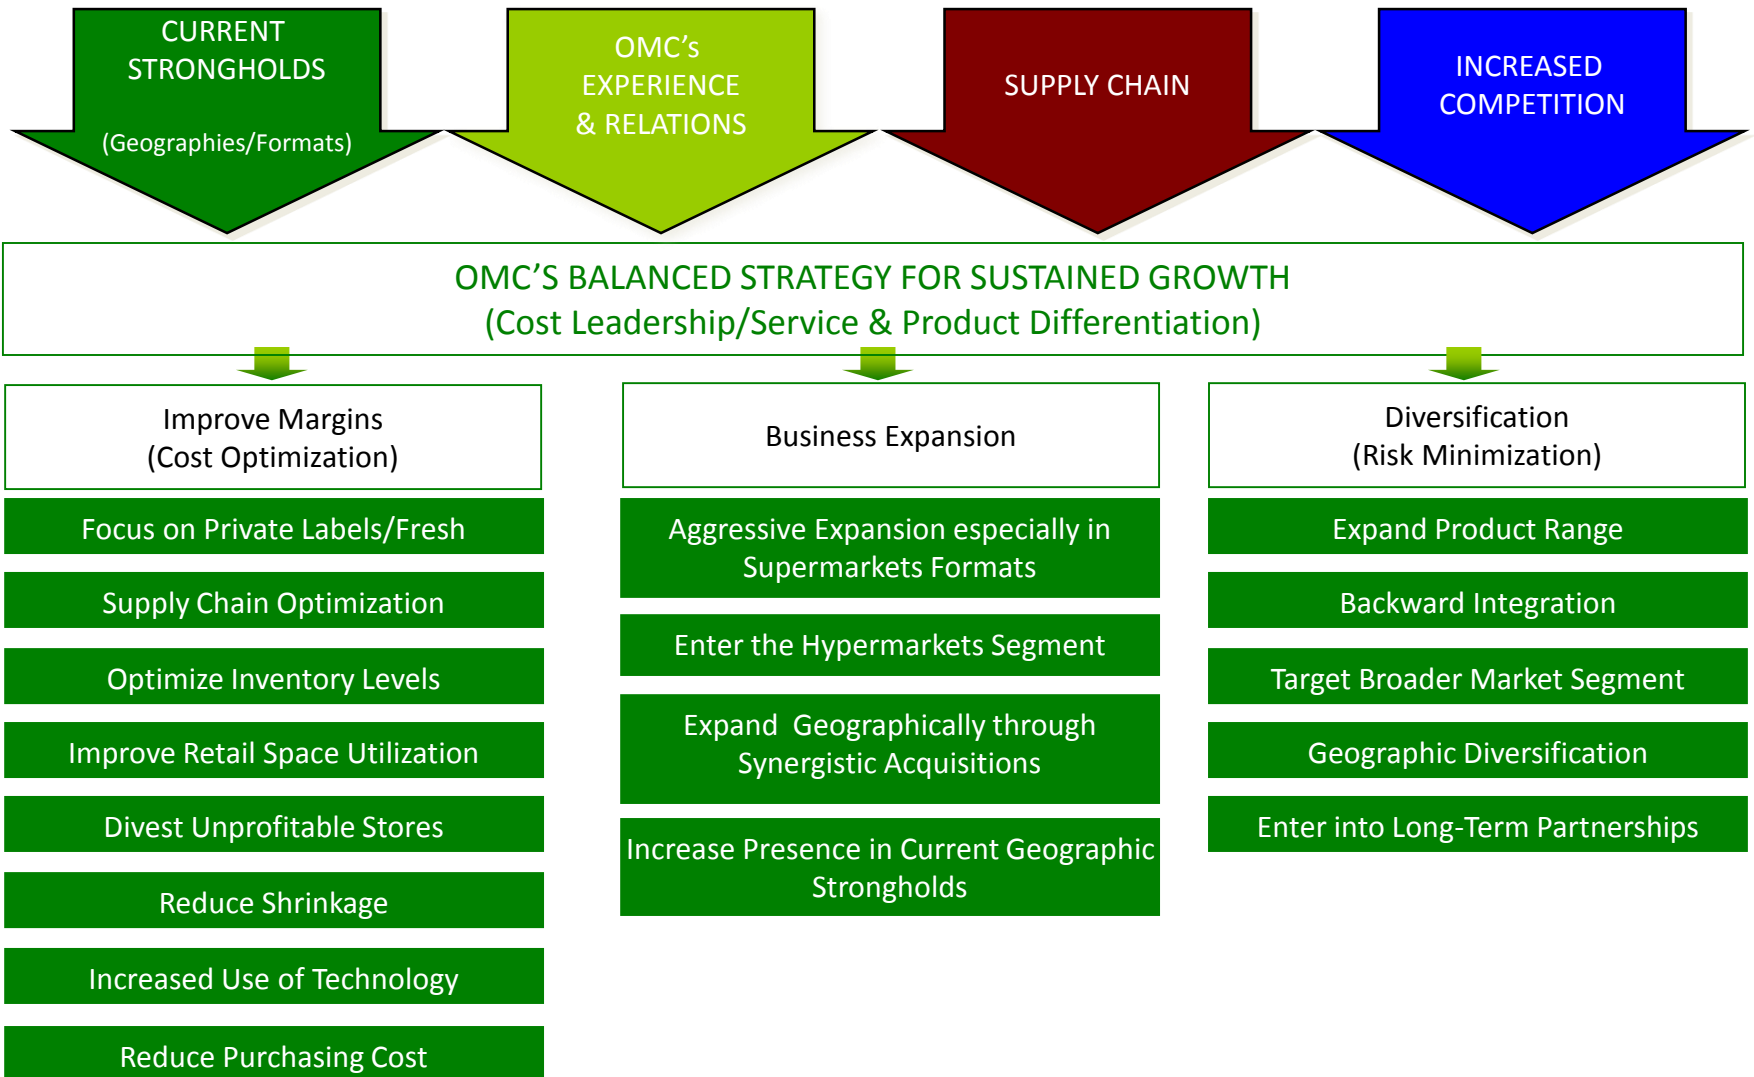 CURRENT
STRONGHOLDS
(Geographies/Formats)
OMC's
EXPERIENCE
& RELATIONS
SUPPLY CHAIN
INCREASED
COMPETITION
OMC'S BALANCED STRATEGY FOR SUSTAINED GROWTH
(Cost Leadership/Service & Product Differentiation)
Improve Margins
(Cost Optimization)
Focus on Private Labels/Fresh
Supply Chain Optimization
Optimize Inventory Levels
Improve Retail Space Utilization
Divest Unprofitable Stores
Reduce Shrinkage
Increased Use of Technology
Reduce Purchasing Cost
Business Expansion
Aggressive Expansion especially in
Supermarkets Formats
Enter the Hypermarkets Segment
Expand  Geographically through
Synergistic Acquisitions
Increase Presence in Current Geographic
Strongholds
Diversification
(Risk Minimization)
Expand Product Range
Backward Integration
Target Broader Market Segment
Geographic Diversification
Enter into Long-Term Partnerships